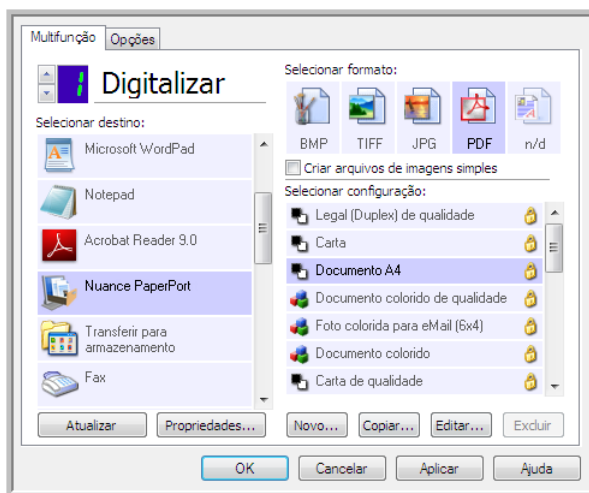 Multifunção
Opções
1
Digitalizar
Selecionar destino:
Microsoft WordPad
Notepad
Acrobat Reader 9.0
Nuance PaperPort
Transferir para
armazenamento
Fax
Atualizar
Propriedades...
Selecionar formato:
BMP
TIFF
JPG
PDF
n/d
Criar arquivos de imagens simples
Selecionar configuração:
Legal (Duplex) de qualidade
Carta
Documento A4
Documento colorido de qualidade
Foto colorida para eMail (6x4)
Documento colorido
Carta de qualidade
Novo...
Copiar...
Editar...
Excluir
OK
Cancelar
Aplicar
Ajuda